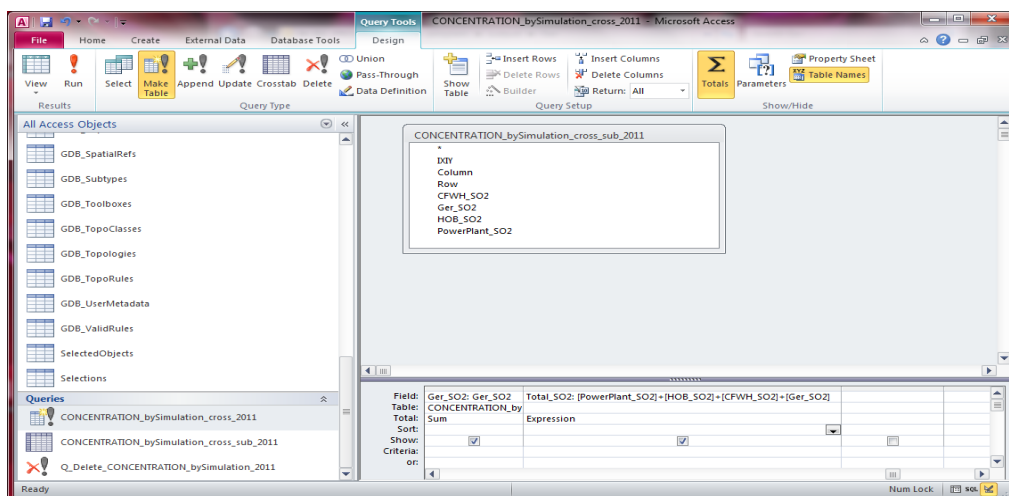 Query Tools
CONCENTRATION_bySimulation_cross_2011 - Microsoft Access
File Home Create External Data Database Tools Design
View
Run
Select
Make Table
Append
Update
Crosstab
Delete
Union
Pass-Through
Data Definition
Show Table
Insert Rows
Delete Rows
Builder
Insert Columns
Delete Columns
Return: All
Totals
Parameters
Property Sheet
Table Names
Results
Query Type
Query Setup
Show/Hide
All Access Objects
GDB_SpatialRefs
GDB_Subtypes
GDB_Toolboxes
GDB_TopoClasses
GDB_Topologies
GDB_TopoRules
GDB_UserMetadata
GDB_ValidRules
SelectedObjects
Selections
Queries
CONCENTRATION_bySimulation_cross_2011
CONCENTRATION_bySimulation_cross_sub_2011
Q_Delete_CONCENTRATION_bySimulation_2011
CONCENTRATION_bySimulation_cross_sub_2011
*
IXIY
Column
Row
CFWH_SO2
Ger_SO2
HOB_SO2
PowerPlant_SO2
Field: Ger_SO2: Ger_SO2 Total_SO2: [PowerPlant_SO2]+[HOB_SO2]+[CFWH_SO2]+[Ger_SO2]
Table: CONCENTRATION_by
Total: Sum Expression
Sort:
Show:
Criteria:
or:
Ready
Num Lock
SQL